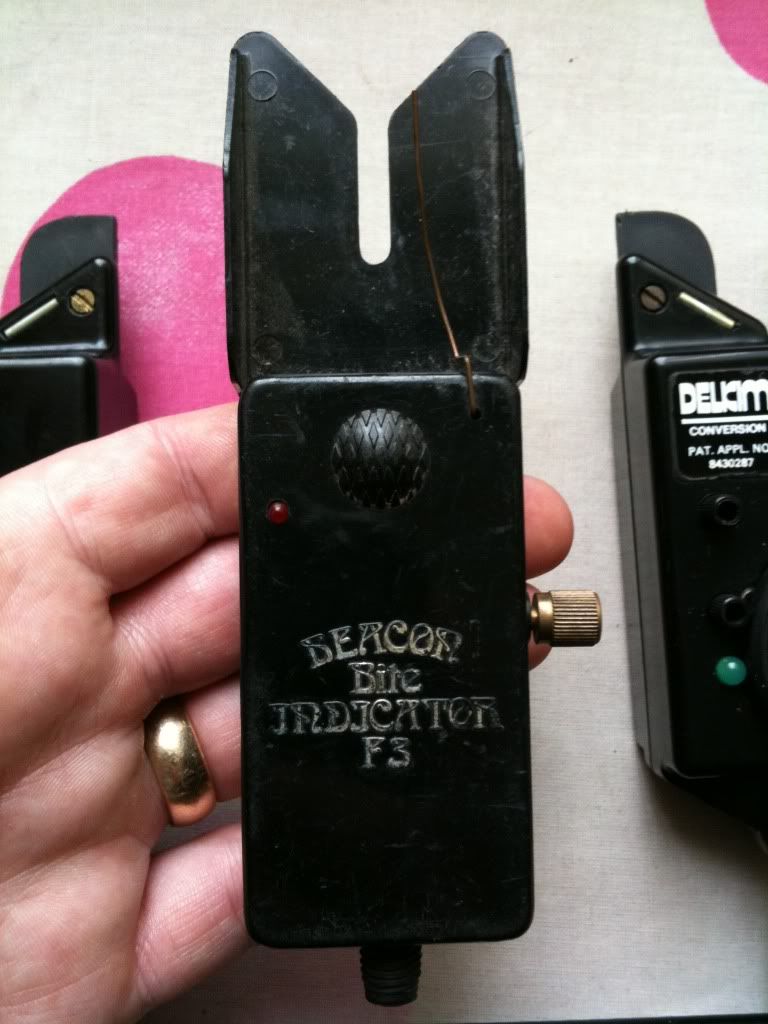 BEACON
Bite
INDICATOR
F3
DELKIM
CONVERSION
PAT. APPL. NO
8430287